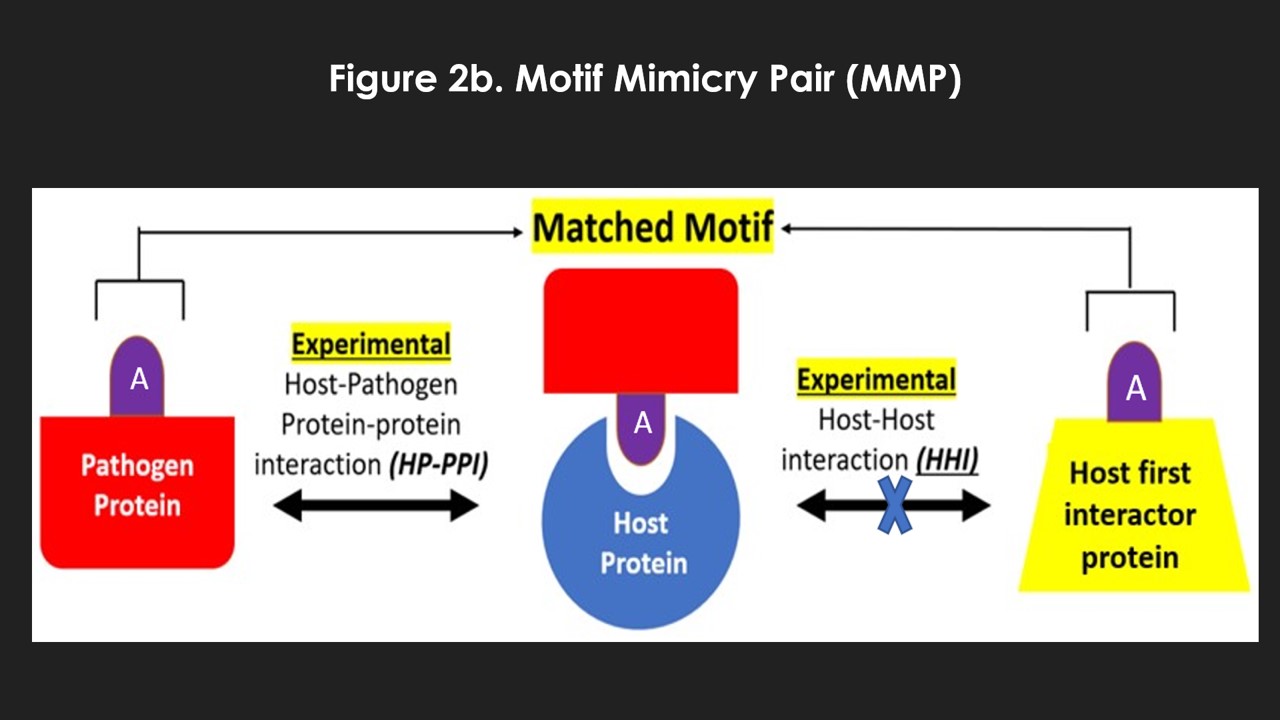 Figure 2b. Motif Mimicry Pair (MMP)
Matched Motif
A
Pathogen
Protein
Experimental
Host-Pathogen
Protein-protein
interaction (HP-PPI)
A
Host
Protein
Experimental
Host-Host
interaction (HHI)
A
Host first
interactor
protein